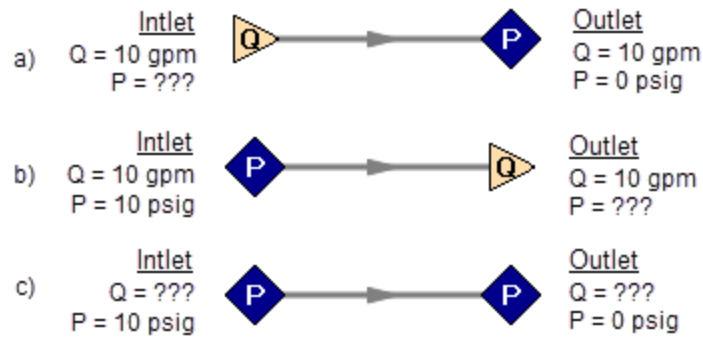 a)
Intlet
Q = 10 gpm
P = ???
Q
P
Outlet
Q = 10 gpm
P = 0 psig
b)
Intlet
Q = 10 gpm
P = 10 psig
P
Q
Outlet
Q = 10 gpm
P = ???
c)
Intlet
Q = ???
P = 10 psig
P
P
Outlet
Q = ???
P = 0 psig